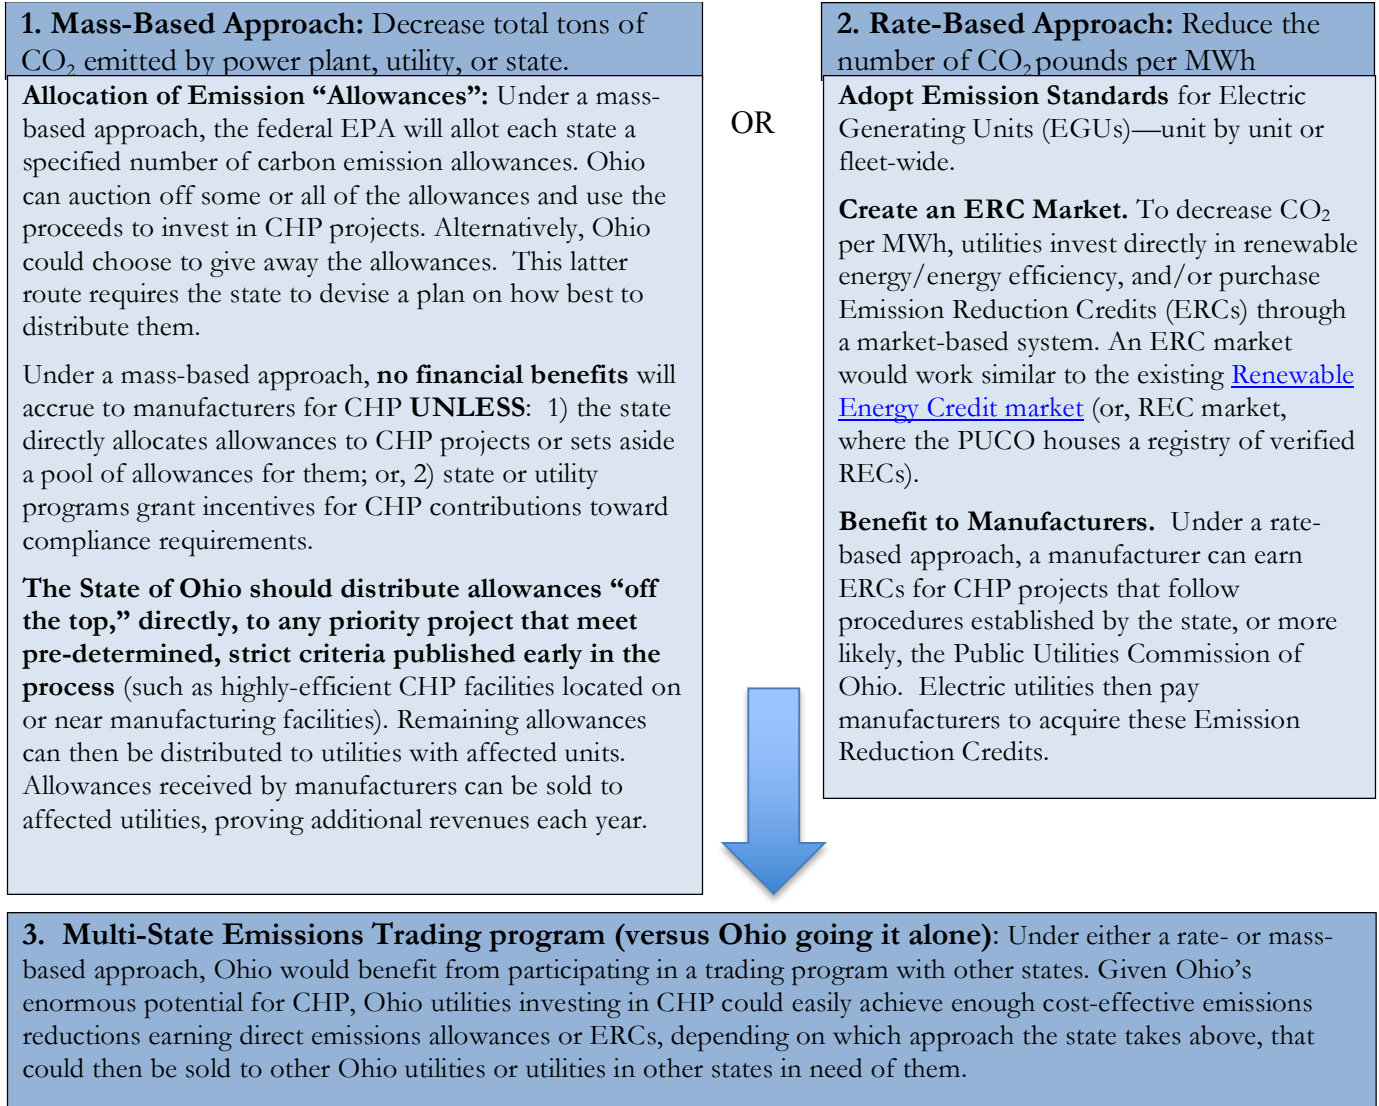 1. Mass-Based Approach: Decrease total tons of
CO₂ emitted by power plant, utility, or state.
Allocation of Emission “Allowances”: Under a mass-
based approach, the federal EPA will allot each state a
specified number of carbon emission allowances. Ohio
can auction off some or all of the allowances and use the
proceeds to invest in CHP projects. Alternatively, Ohio
could choose to give away the allowances. This latter
route requires the state to devise a plan on how best to
distribute them.
Under a mass-based approach, no financial benefits will
accrue to manufacturers for CHP UNLESS: 1) the state
directly allocates allowances to CHP projects or sets aside
a pool of allowances for them; or, 2) state or utility
programs grant incentives for CHP contributions toward
compliance requirements.
The State of Ohio should distribute allowances “off
the top,” directly, to any priority project that meet
pre-determined, strict criteria published early in the
process (such as highly-efficient CHP facilities located on
or near manufacturing facilities). Remaining allowances
can then be distributed to utilities with affected units.
Allowances received by manufacturers can be sold to
affected utilities, proving additional revenues each year.
OR
2. Rate-Based Approach: Reduce the
number of CO₂ pounds per MWh
Adopt Emission Standards for Electric
Generating Units (EGUs)—unit by unit or
fleet-wide.
Create an ERC Market. To decrease CO₂
per MWh, utilities invest directly in renewable
energy/energy efficiency, and/or purchase
Emission Reduction Credits (ERCs) through
a market-based system. An ERC market
would work similar to the existing Renewable
Energy Credit market (or, REC market,
where the PUCO houses a registry of verified
RECs).
Benefit to Manufacturers. Under a rate-
based approach, a manufacturer can earn
ERCs for CHP projects that follow
procedures established by the state, or more
likely, the Public Utilities Commission of
Ohio. Electric utilities then pay
manufacturers to acquire these Emission
Reduction Credits.
3. Multi-State Emissions Trading program (versus Ohio going it alone): Under either a rate- or mass-
based approach, Ohio would benefit from participating in a trading program with other states. Given Ohio’s
enormous potential for CHP, Ohio utilities investing in CHP could easily achieve enough cost-effective emissions
reductions earning direct emissions allowances or ERCs, depending on which approach the state takes above, that
could then be sold to other Ohio utilities or utilities in other states in need of them.